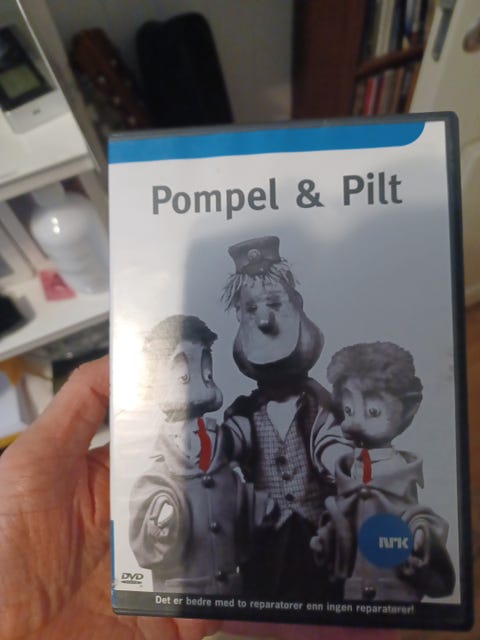 Pompel & Pilt
NRK
DVD
Det er bedre med to reparatører enn ingen reparatører!